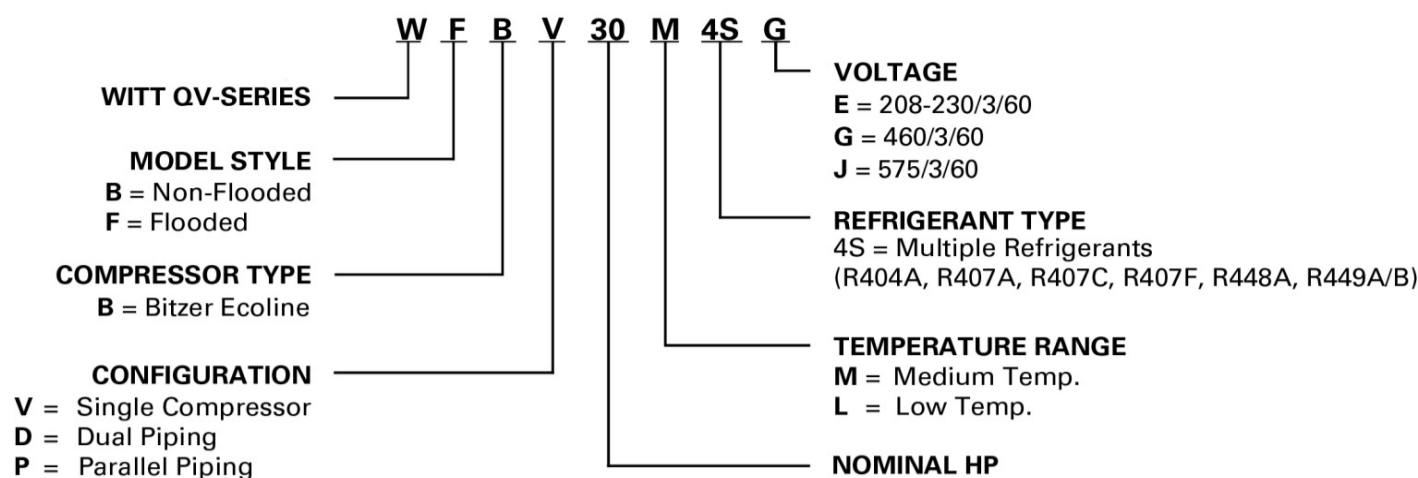 W F B V 30 M 4S G
WITT QV-SERIES
MODEL STYLE
B = Non-Flooded
F = Flooded
COMPRESSOR TYPE
B = Bitzer Ecoline
CONFIGURATION
V = Single Compressor
D = Dual Piping
P = Parallel Piping
VOLTAGE
E = 208-230/3/60
G = 460/3/60
J = 575/3/60
REFRIGERANT TYPE
4S = Multiple Refrigerants
(R404A, R407A, R407C, R407F, R448A, R449A/B)
TEMPERATURE RANGE
M = Medium Temp.
L = Low Temp.
NOMINAL HP